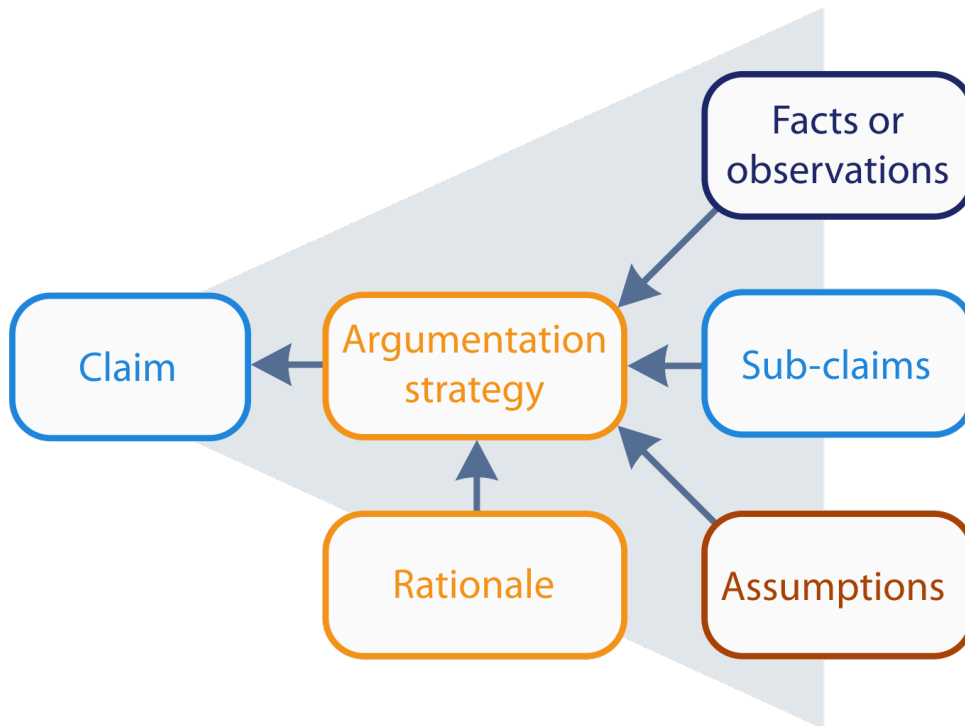 Facts or
observations
Claim
Argumentation
strategy
Sub-claims
Rationale
Assumptions